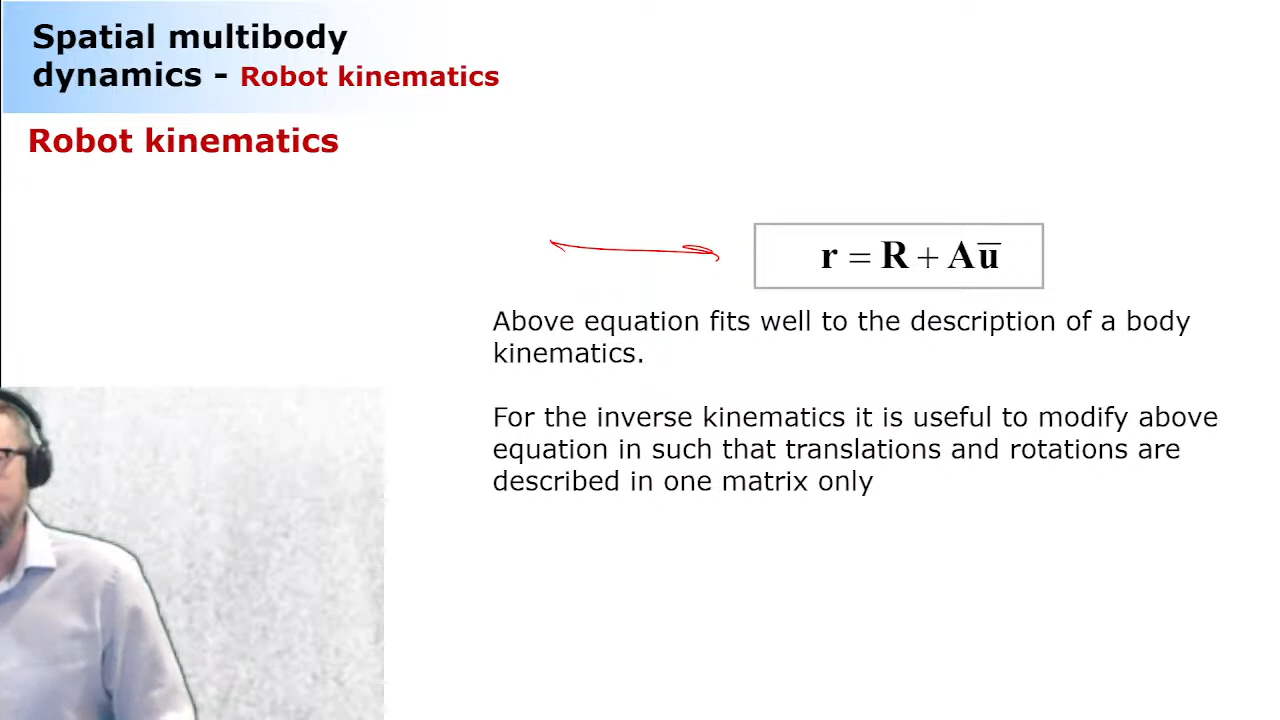 Spatial multibody
dynamics - Robot kinematics
Robot kinematics
r = R + Au̅
Above equation fits well to the description of a body
kinematics.
For the inverse kinematics it is useful to modify above
equation in such that translations and rotations are
described in one matrix only